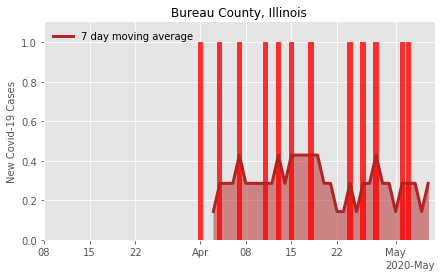 Bureau County, Illinois
7 day moving average
New Covid-19 Cases
1.0
0.8
0.6
0.4
0.2
0.0
08 15 22 Apr 08 15 22 May
2020-May